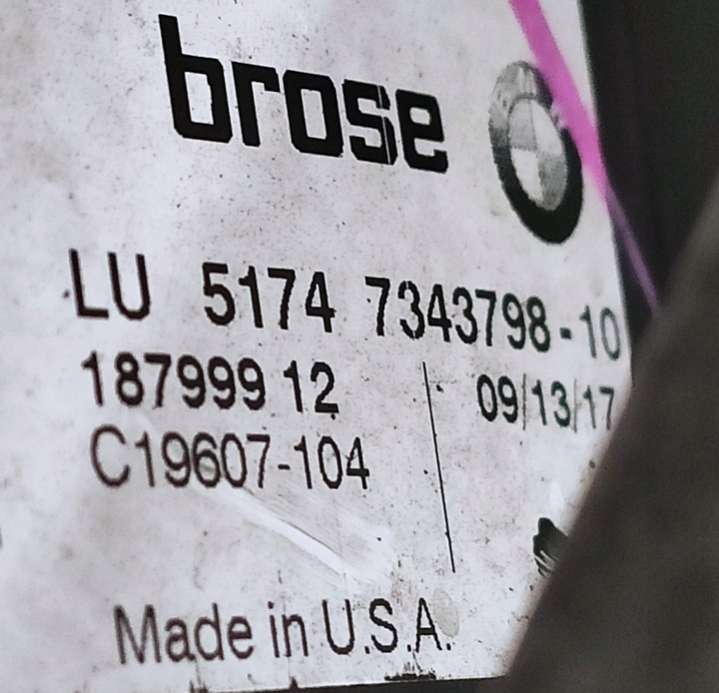 brose
LU 5174 7343798-10
187999 12
09/13/17
C19607-104
Made in U.S.A.